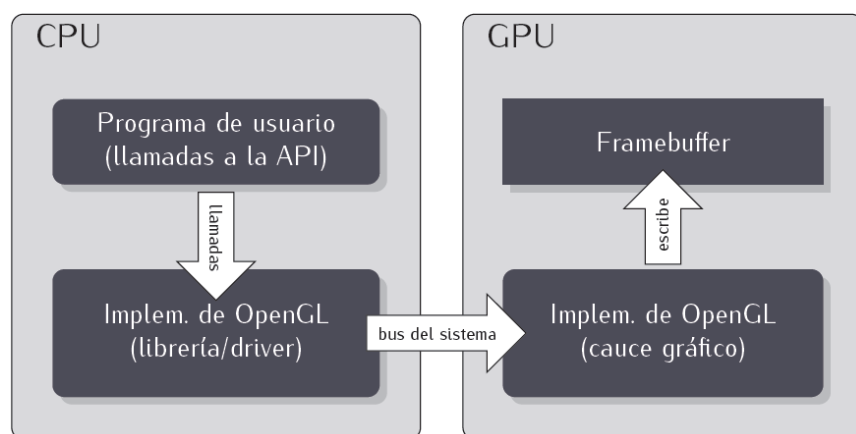 CPU
Programa de usuario
(llamadas a la API)
llamadas
Implem. de OpenGL
(librería/driver)
bus del sistema
GPU
Framebuffer
escribe
Implem. de OpenGL
(cauce gráfico)